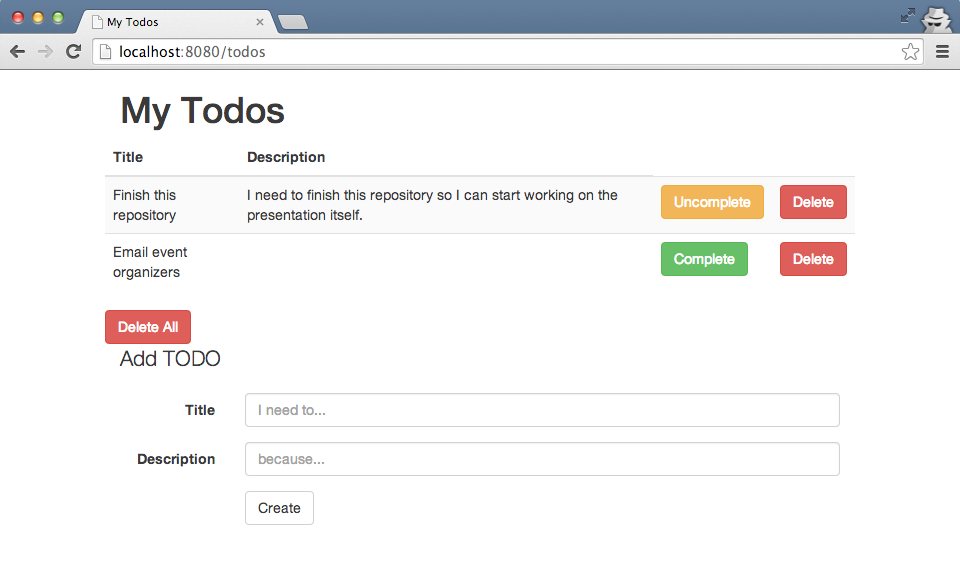 My Todos
localhost:8080/todos
My Todos
Title Description
Finish this repository I need to finish this repository so I can start working on the presentation itself. Uncomplete Delete
Email event organizers Complete Delete
Delete All
Add TODO
Title I need to...
Description because...
Create